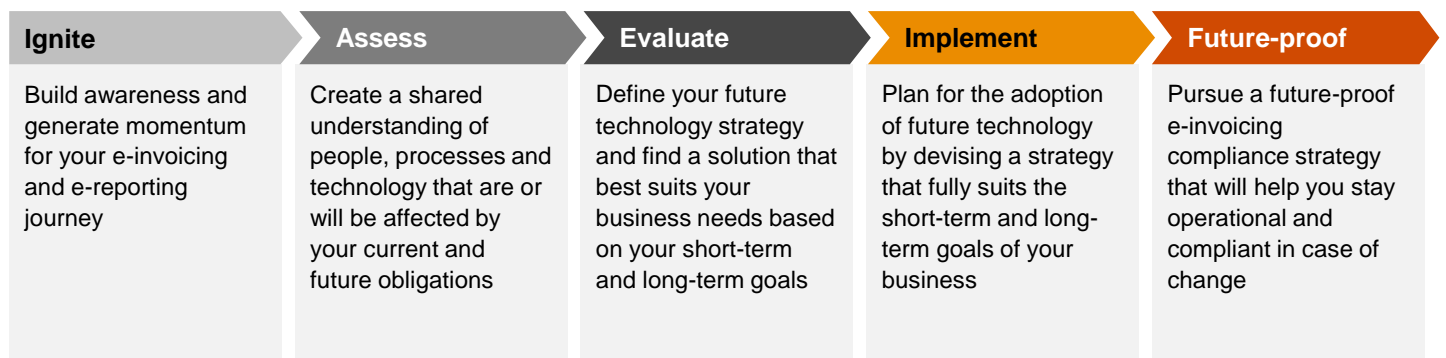 Ignite
Build awareness and
generate momentum
for your e-invoicing
and e-reporting
journey
Assess
Create a shared
understanding of
people, processes and
technology that are or
will be affected by
your current and
future obligations
Evaluate
Define your future
technology strategy
and find a solution that
best suits your
business needs based
on your short-term
and long-term goals
Implement
Plan for the adoption
of future technology
by devising a strategy
that fully suits the
short-term and long-
term goals of your
business
Future-proof
Pursue a future-proof
e-invoicing
compliance strategy
that will help you stay
operational and
compliant in case of
change